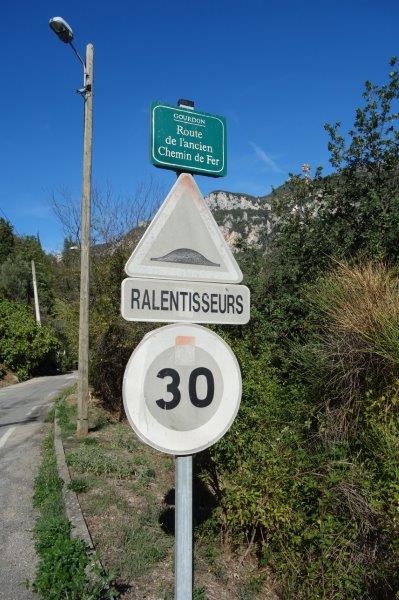 GOURDON
Route
de l'ancien
Chemin de Fer
RALENTISSEURS
30